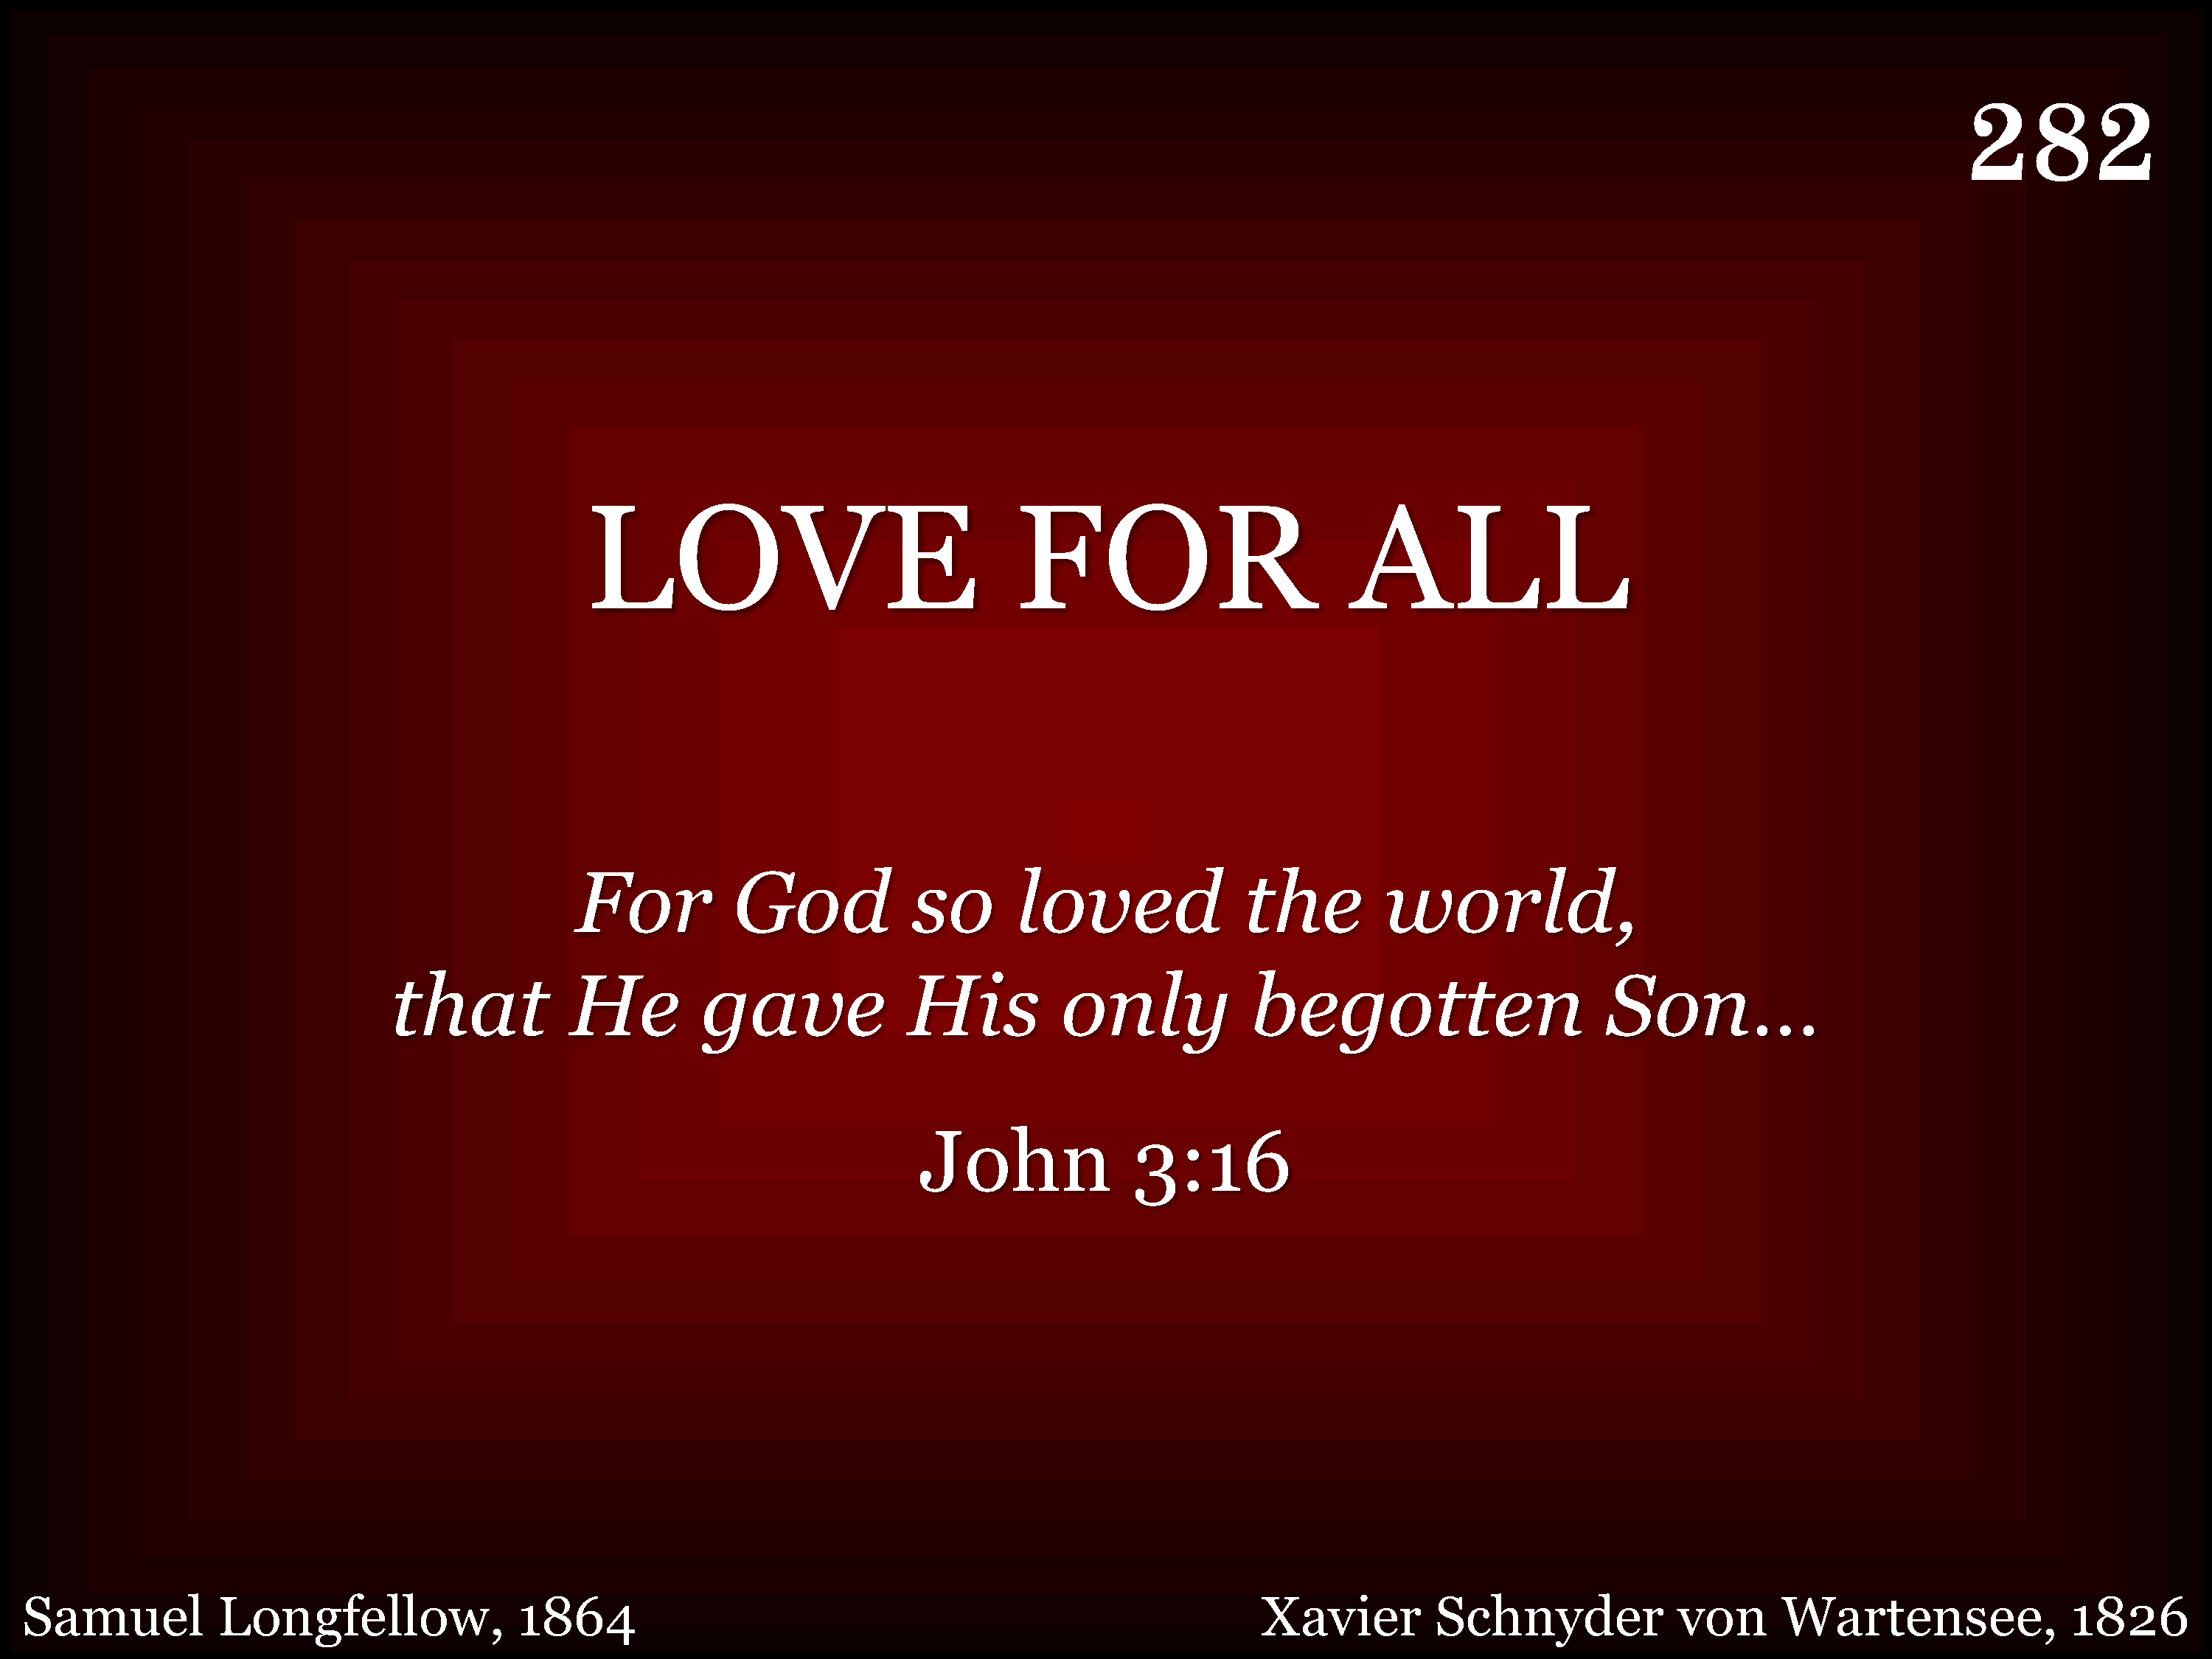 282
LOVE FOR ALL
For God so loved the world,
that He gave His only begotten Son…
John 3:16
Samuel Longfellow, 1864
Xavier Schnyder von Wartensee, 1826